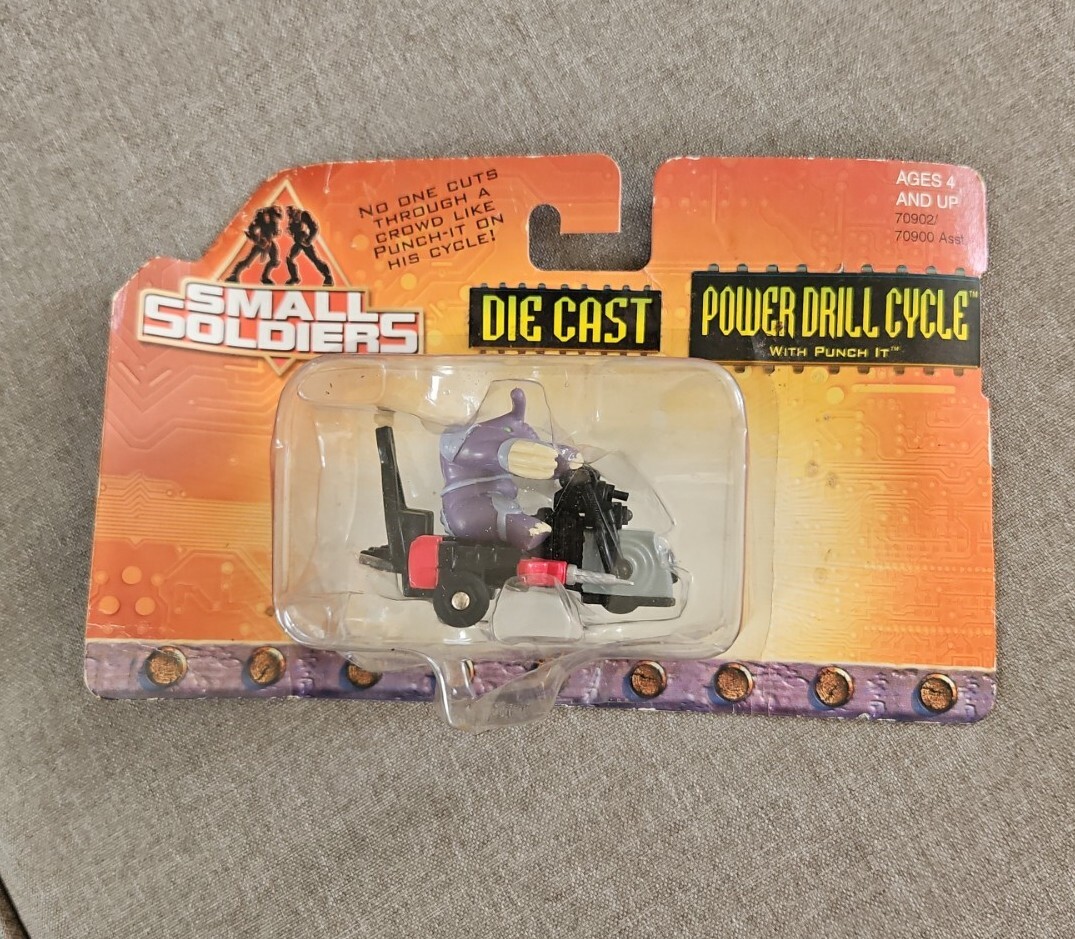 NO ONE CUTS
THROUGH A
CROWD LIKE
PUNCH-IT ON
HIS CYCLE!
SMALL
SOLDIERS
DIE CAST
POWER DRILL CYCLE™
WITH PUNCH IT™
AGES 4
AND UP
70902/
70900 Asst